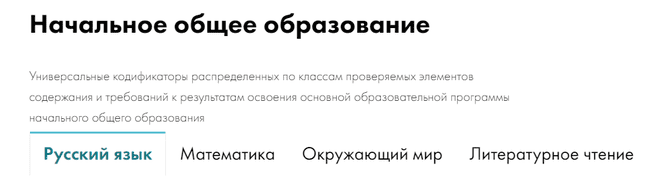 Начальное общее образование
Универсальные кодификаторы распределенных по классам проверяемых элементов
содержания и требований к результатам освоения основной образовательной программы
начального общего образования
Русский язык Математика Окружающий мир Литературное чтение